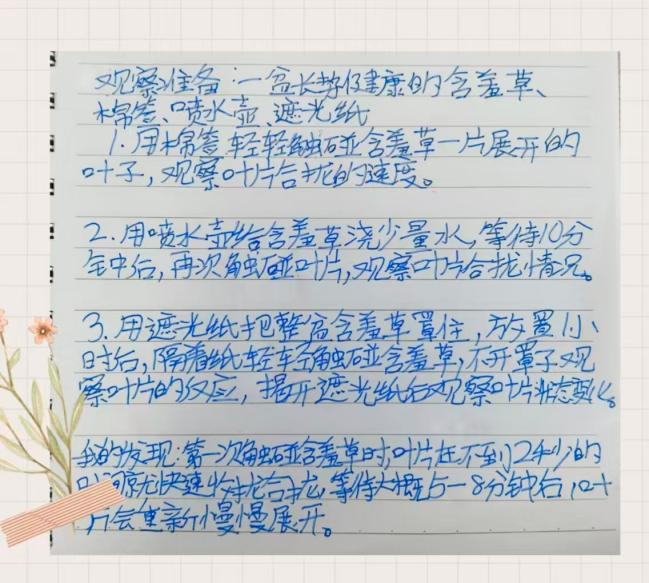 观察准备:一盆长势健康的含羞草、
棉签、喷水壶、遮光纸
1.用棉签轻轻触碰含羞草一片展开的
叶子,观察叶片合拢的速度。
2.用喷水壶给含羞草浇少量水,等待10分
钟后,再次触碰叶片,观察叶片合拢情况。
3.用遮光纸把整盆含羞草罩住,放置1小
时后,隔着纸轻轻触碰含羞草,不开罩子观
察叶片的反应,揭开遮光纸后观察叶片状态变化。
我的发现:第一次触碰含羞草时,叶片在不到2秒的
时间就快速收拢合拢,等待大概5—8分钟后,叶
片会重新慢慢展开。